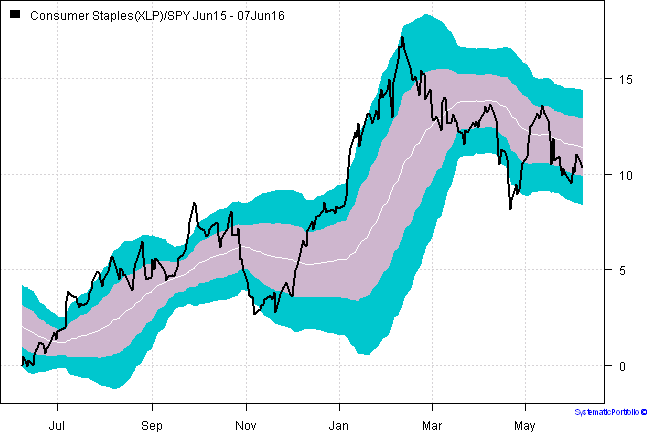 Consumer Staples(XLP)/SPY Jun15 - 07Jun16
15
10
5
0
Jul Sep Nov Jan Mar May
SystematicPortfolio ©